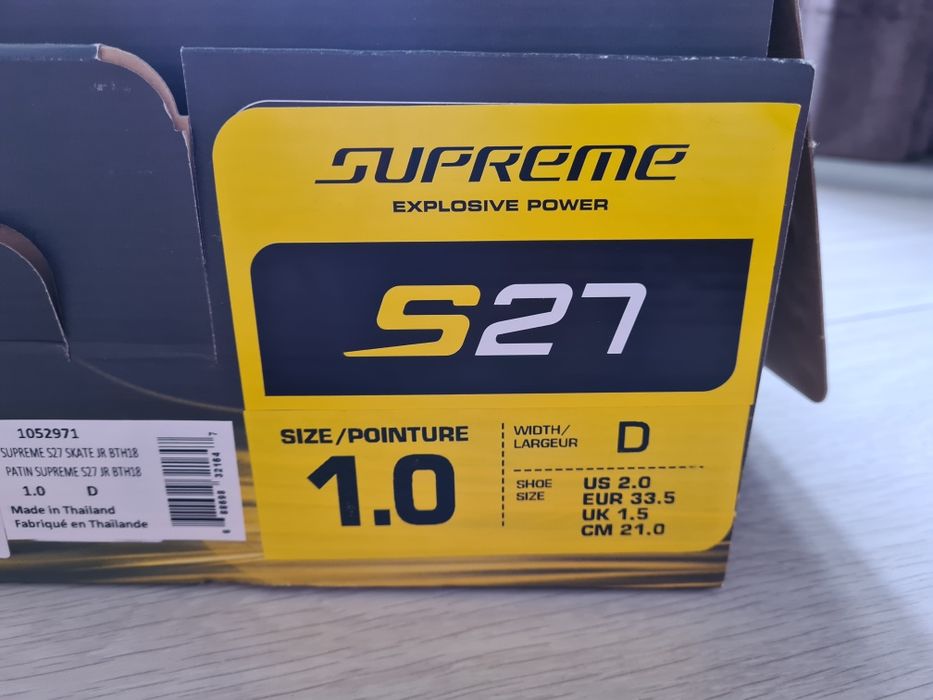 SUPREME
EXPLOSIVE POWER
S27
SIZE/POINTURE
1.0
WIDTH/
LARGEUR
D
SHOE
SIZE
US 2.0
EUR 33.5
UK 1.5
CM 21.0
1052971
SUPREME S27 SKATE JR BTH18
PATIN SUPREME S27 JR BTH18
1.0 D
Made in Thailand
Fabriqué en Thaïlande